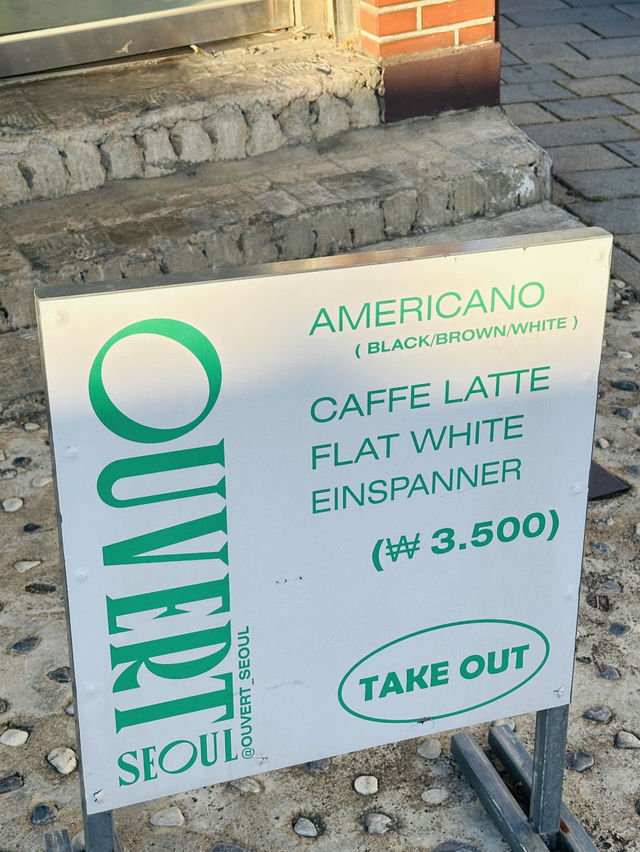 OUVERT
SEOUL
@OUVERT_SEOUL
AMERICANO
( BLACK/BROWN/WHITE )
CAFFE LATTE
FLAT WHITE
EINSPANNER
(₩ 3.500)
TAKE OUT